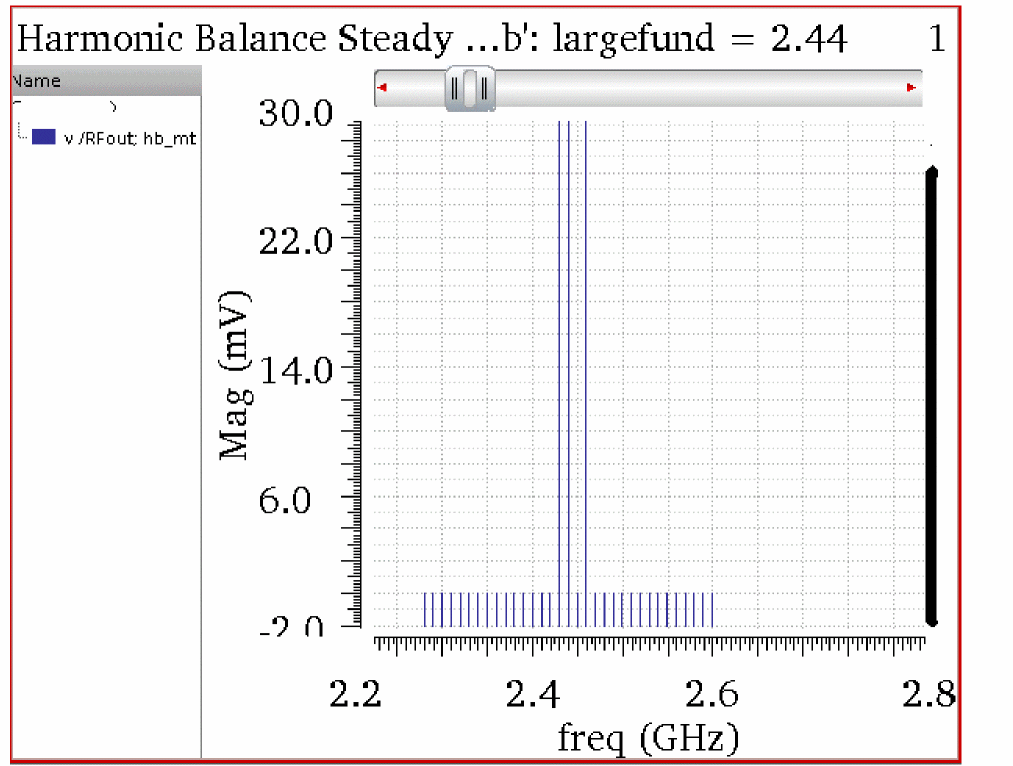 Harmonic Balance Steady ...b': largefund = 2.44 1
Name
v /RFout; hb_mt
30.0
22.0
14.0
6.0
-2.0
Mag (mV)
2.2 2.4 2.6 2.8
freq (GHz)